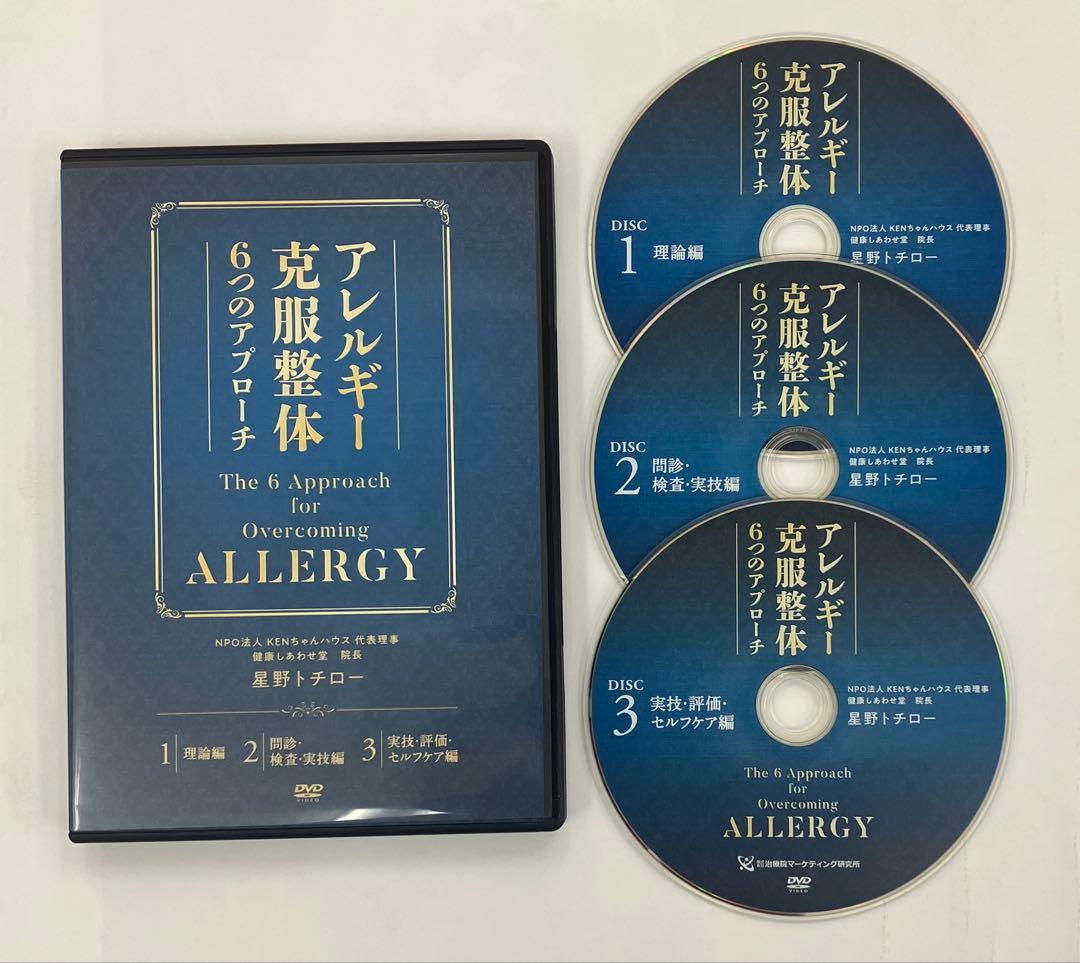 アレルギー
克服整体
6つのアプローチ
The 6 Approach
for
Overcoming
ALLERGY
NPO法人 KENちゃんハウス 代表理事
健康しあわせ堂 院長
星野トチロー
1 理論編
2 問診・
検査・実技編
3 実技・評価・
セルフケア編
DVD
VIDEO
アレルギー
克服整体
6つのアプローチ
DISC
1 理論編
NPO法人 KENちゃんハウス 代表理事
健康しあわせ堂 院長
星野トチロー
アレルギー
克服整体
6つのアプローチ
DISC
2 問診・
検査・実技編
NPO法人 KENちゃんハウス 代表理事
健康しあわせ堂 院長
星野トチロー
アレルギー
克服整体
6つのアプローチ
DISC
3 実技・評価・
セルフケア編
NPO法人 KENちゃんハウス 代表理事
健康しあわせ堂 院長
星野トチロー
The 6 Approach
for
Overcoming
ALLERGY
株式会社 治療院マーケティング研究所
DVD
VIDEO